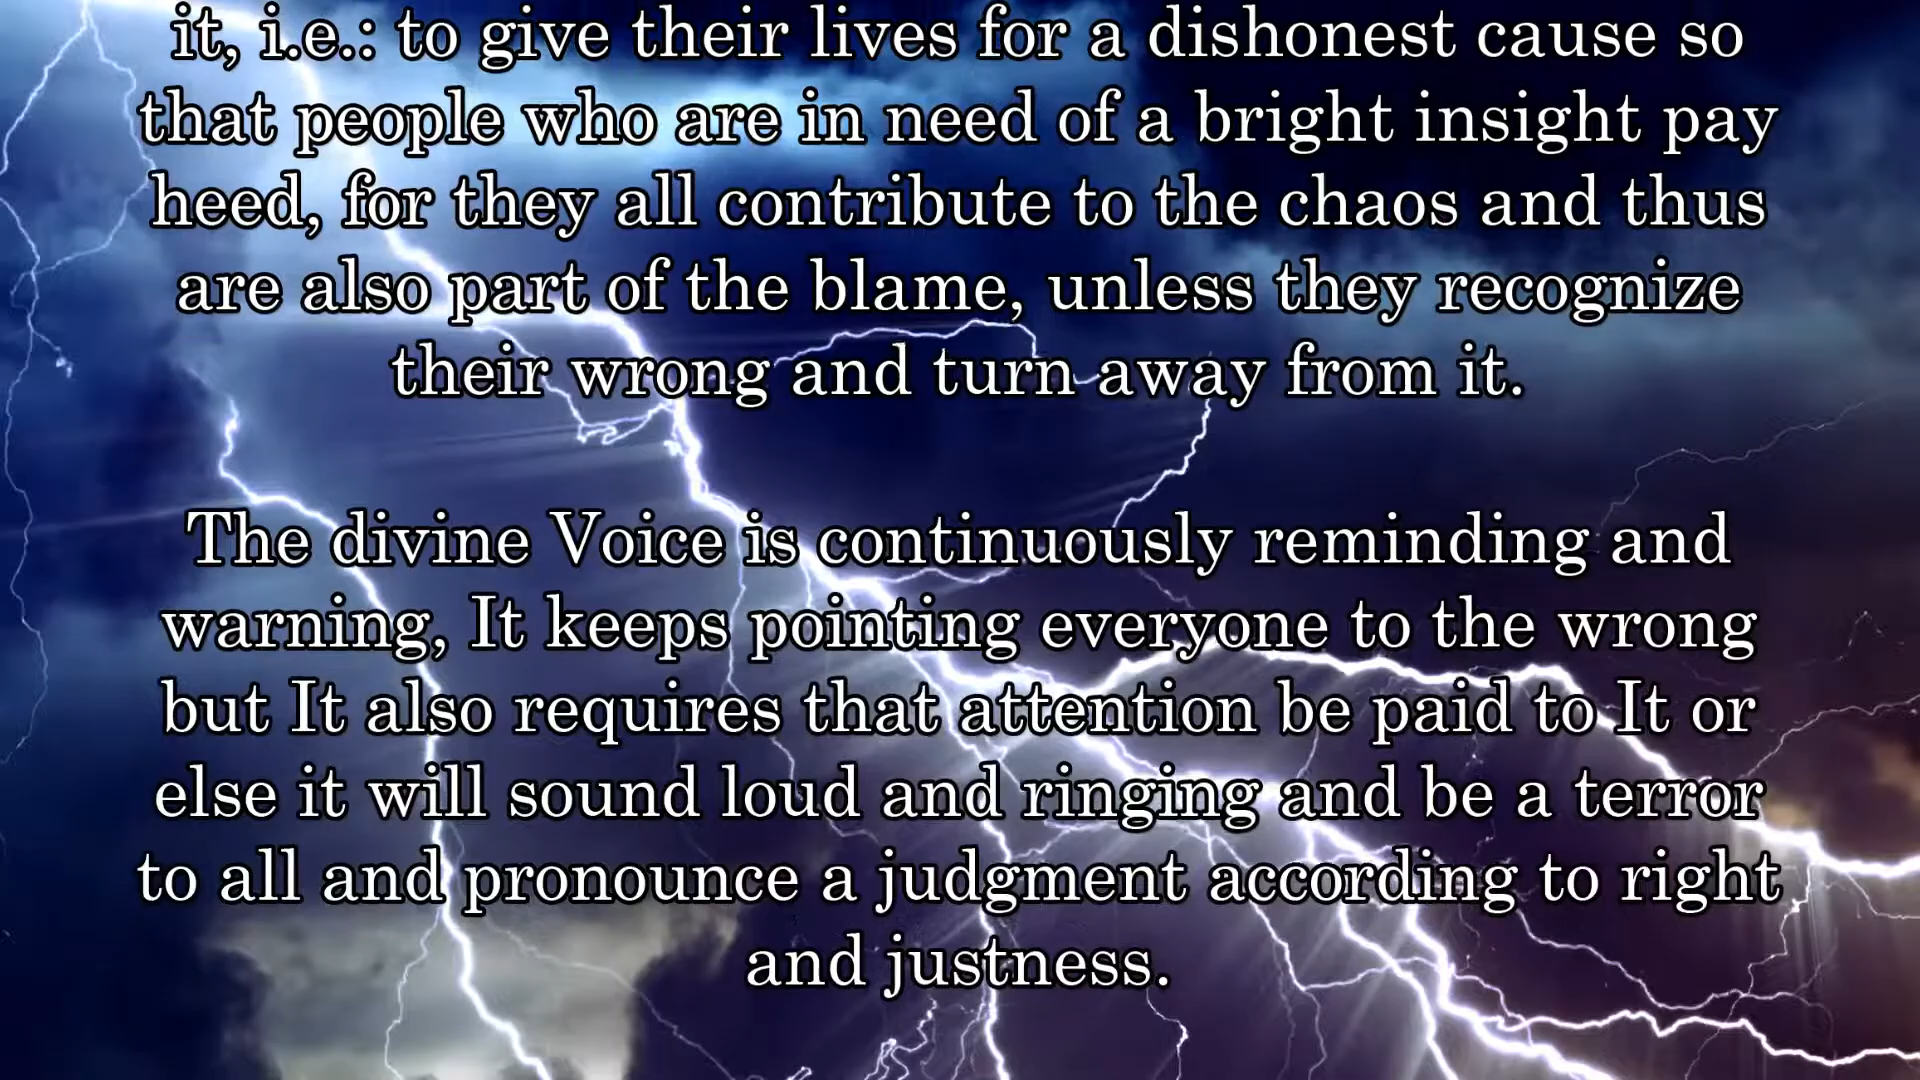 it, i.e.: to give their lives for a dishonest cause so
that people who are in need of a bright insight pay
heed, for they all contribute to the chaos and thus
are also part of the blame, unless they recognize
their wrong and turn away from it.
The divine Voice is continuously reminding and
warning, It keeps pointing everyone to the wrong
but It also requires that attention be paid to It or
else it will sound loud and ringing and be a terror
to all and pronounce a judgment according to right
and justness.